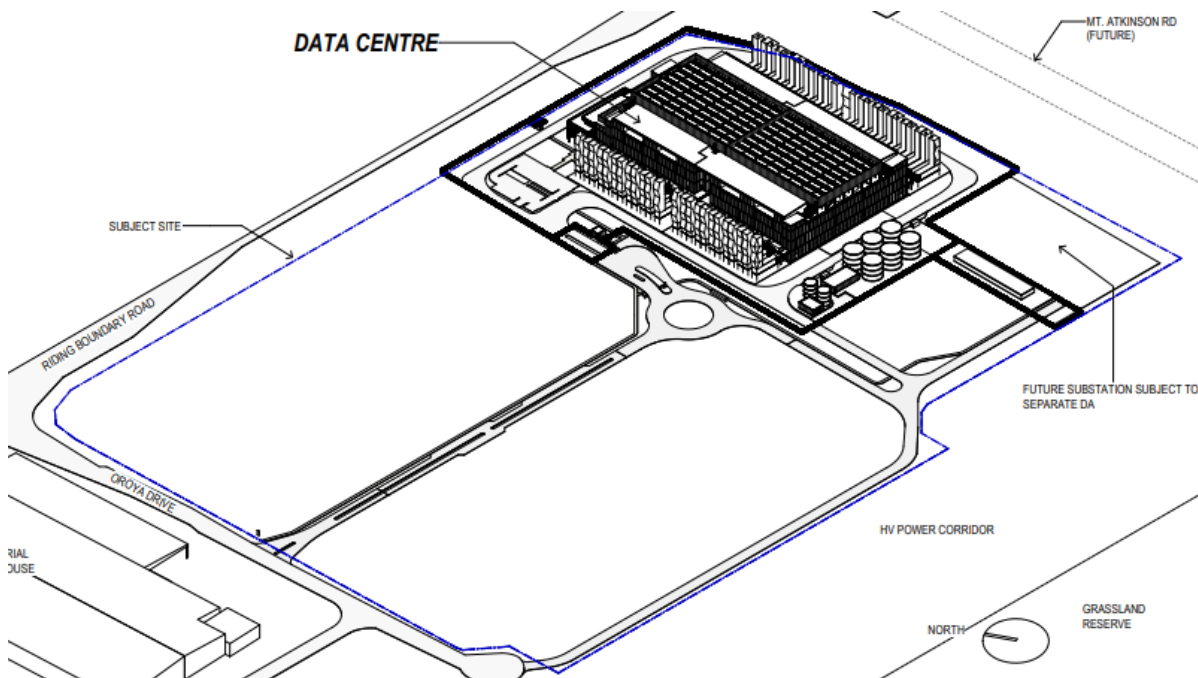 MT. ATKINSON RD
(FUTURE)
DATA CENTRE
SUBJECT SITE
RIDING BOUNDARY ROAD
FUTURE SUBSTATION SUBJECT TO
SEPARATE DA
OROYA DRIVE
HV POWER CORRIDOR
RIAL
OUSE
GRASSLAND
RESERVE
NORTH